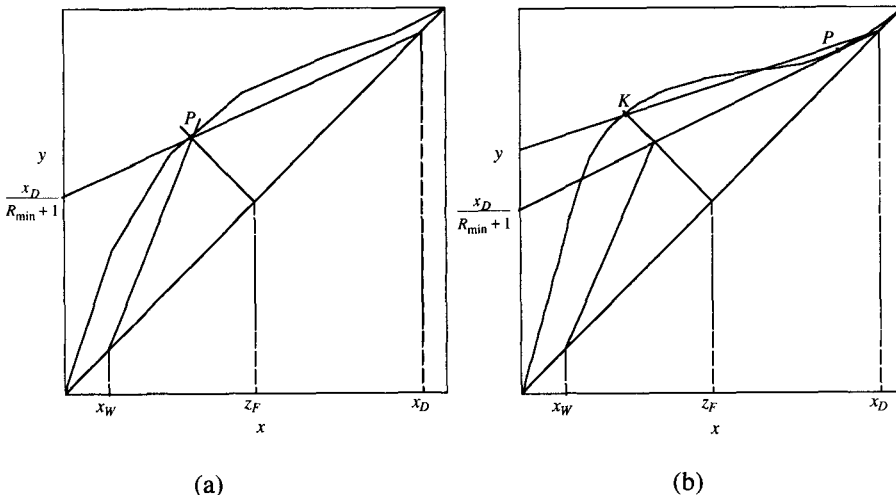 P
y
x_D
R_min + 1
x_W
z_F
x_D
x
(a)
P
K
y
x_D
R_min + 1
x_W
z_F
x_D
x
(b)